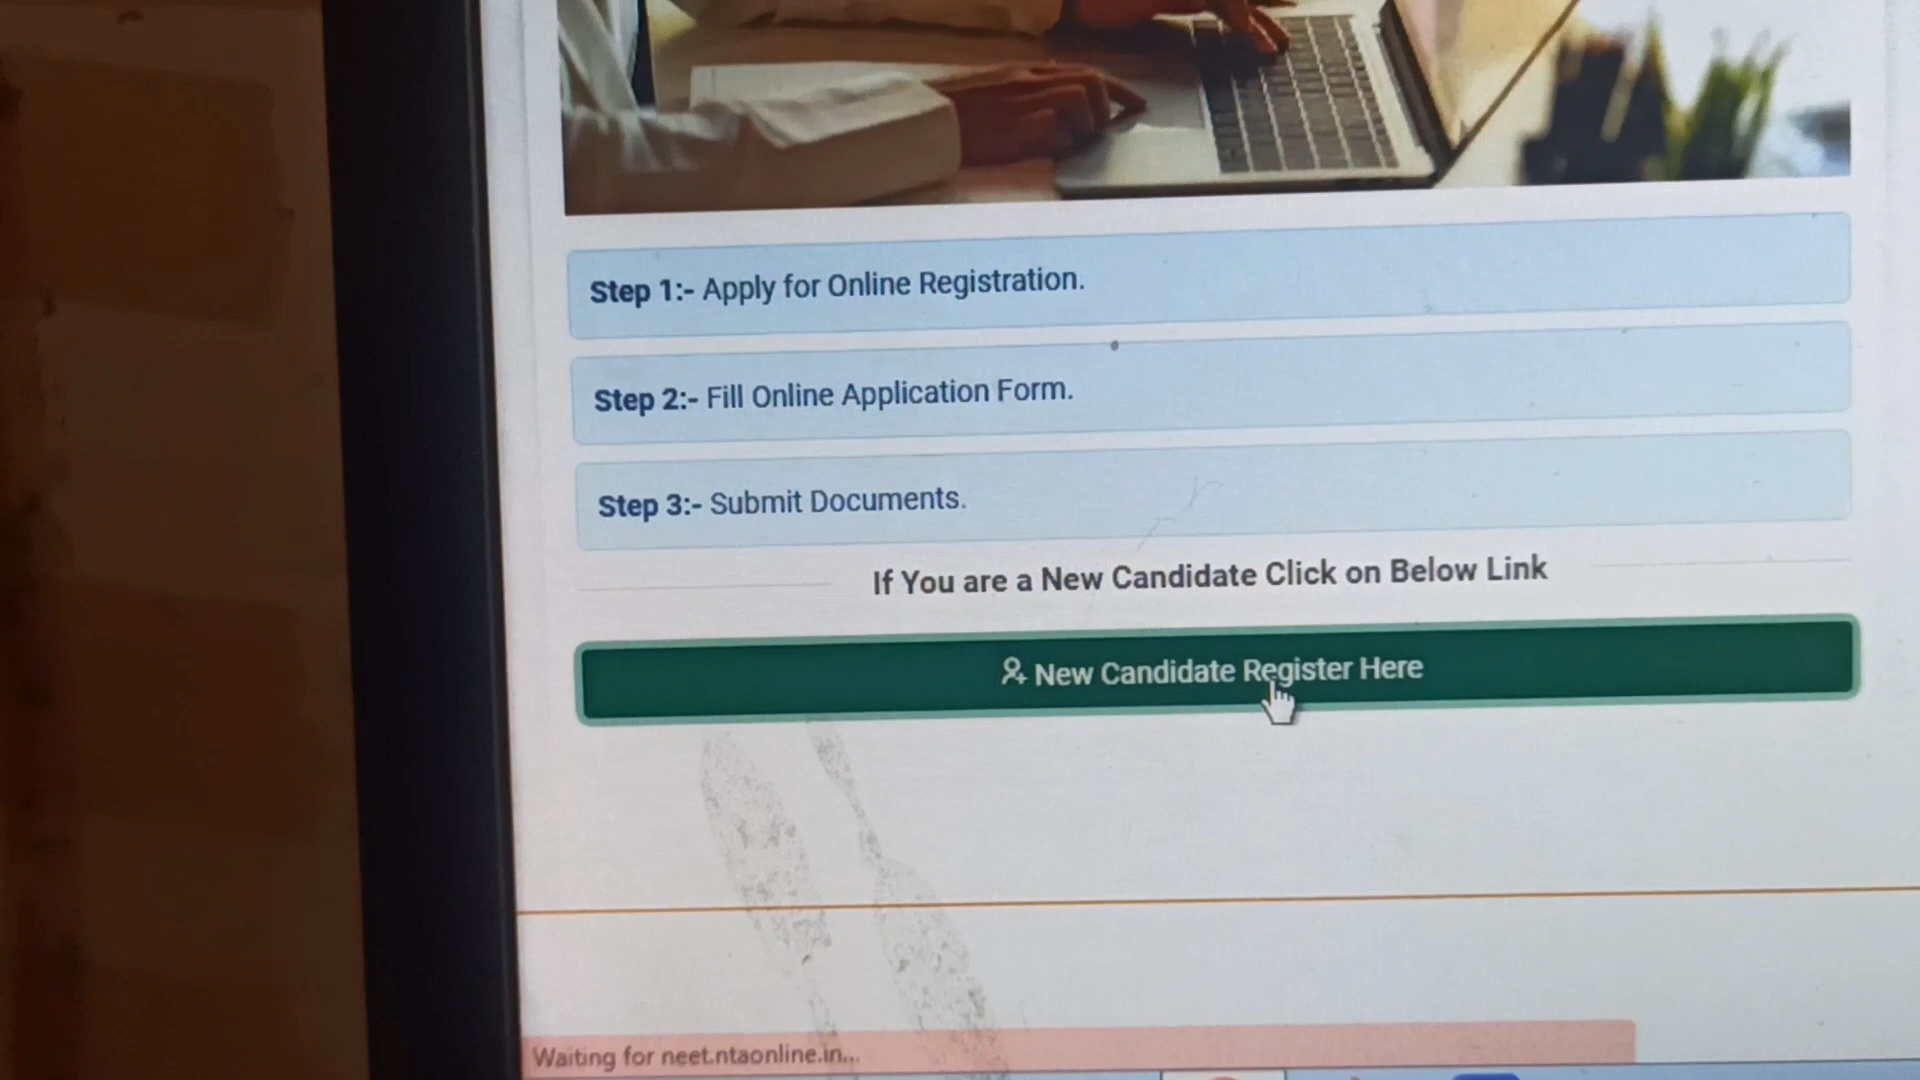 Step 1:- Apply for Online Registration.
Step 2:- Fill Online Application Form.
Step 3:- Submit Documents.
If You are a New Candidate Click on Below Link
New Candidate Register Here
Waiting for neet.ntaonline.in...